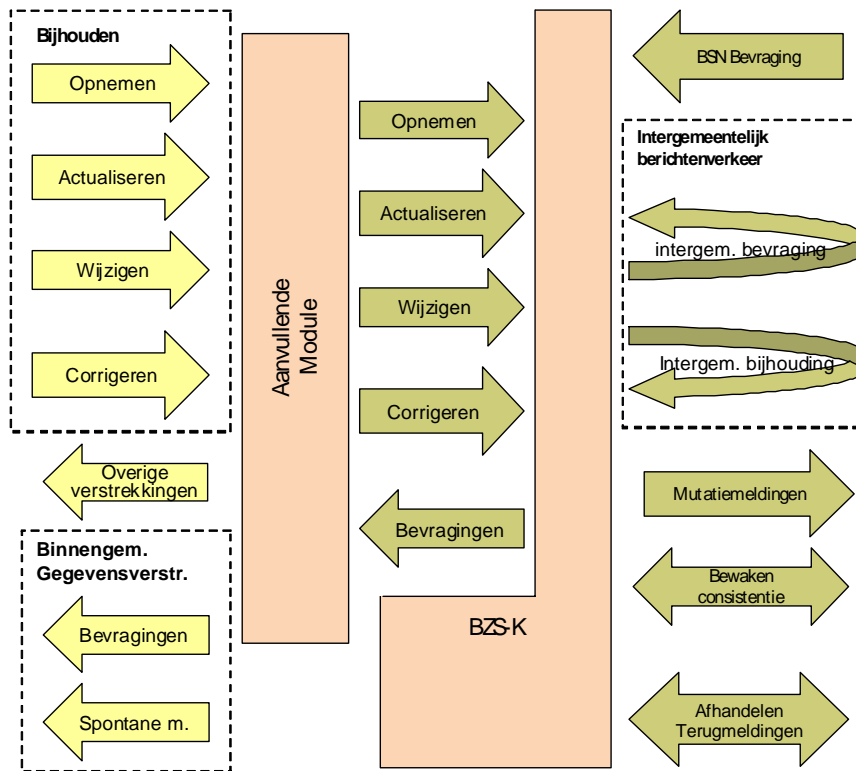 Bijhouden
Opnemen
Actualiseren
Wijzigen
Corrigeren
Overige
verstrekkingen
Binnengem.
Gegevensverstr.
Bevragingen
Spontane m.
Aanvullende
Module
Opnemen
Actualiseren
Wijzigen
Corrigeren
Bevragingen
BZS-K
BSN Bevraging
Intergemeentelijk
berichtenverkeer
intergem. bevraging
Intergem. bijhouding
Mutatiemeldingen
Bewaken
consistentie
Afhandelen
Terugmeldingen